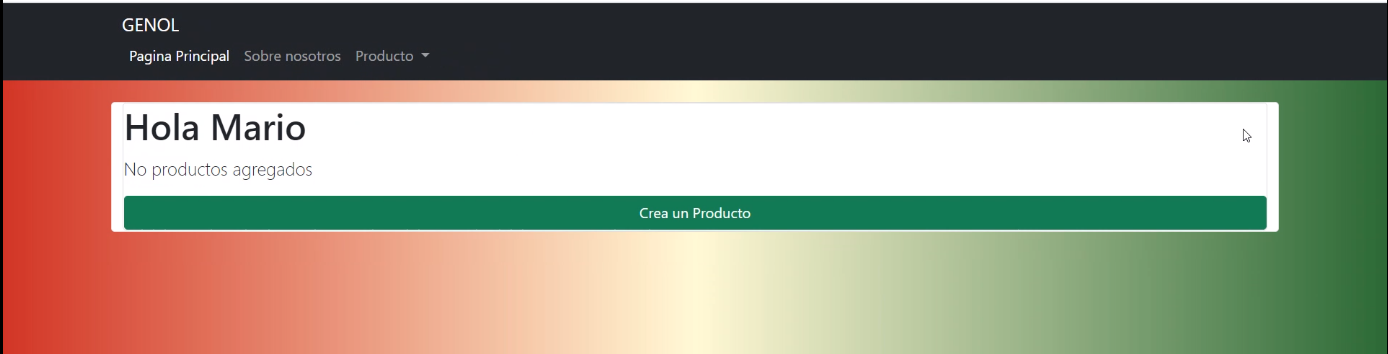 GENOL
Pagina Principal Sobre nosotros Producto
Hola Mario
No productos agregados
Crea un Producto